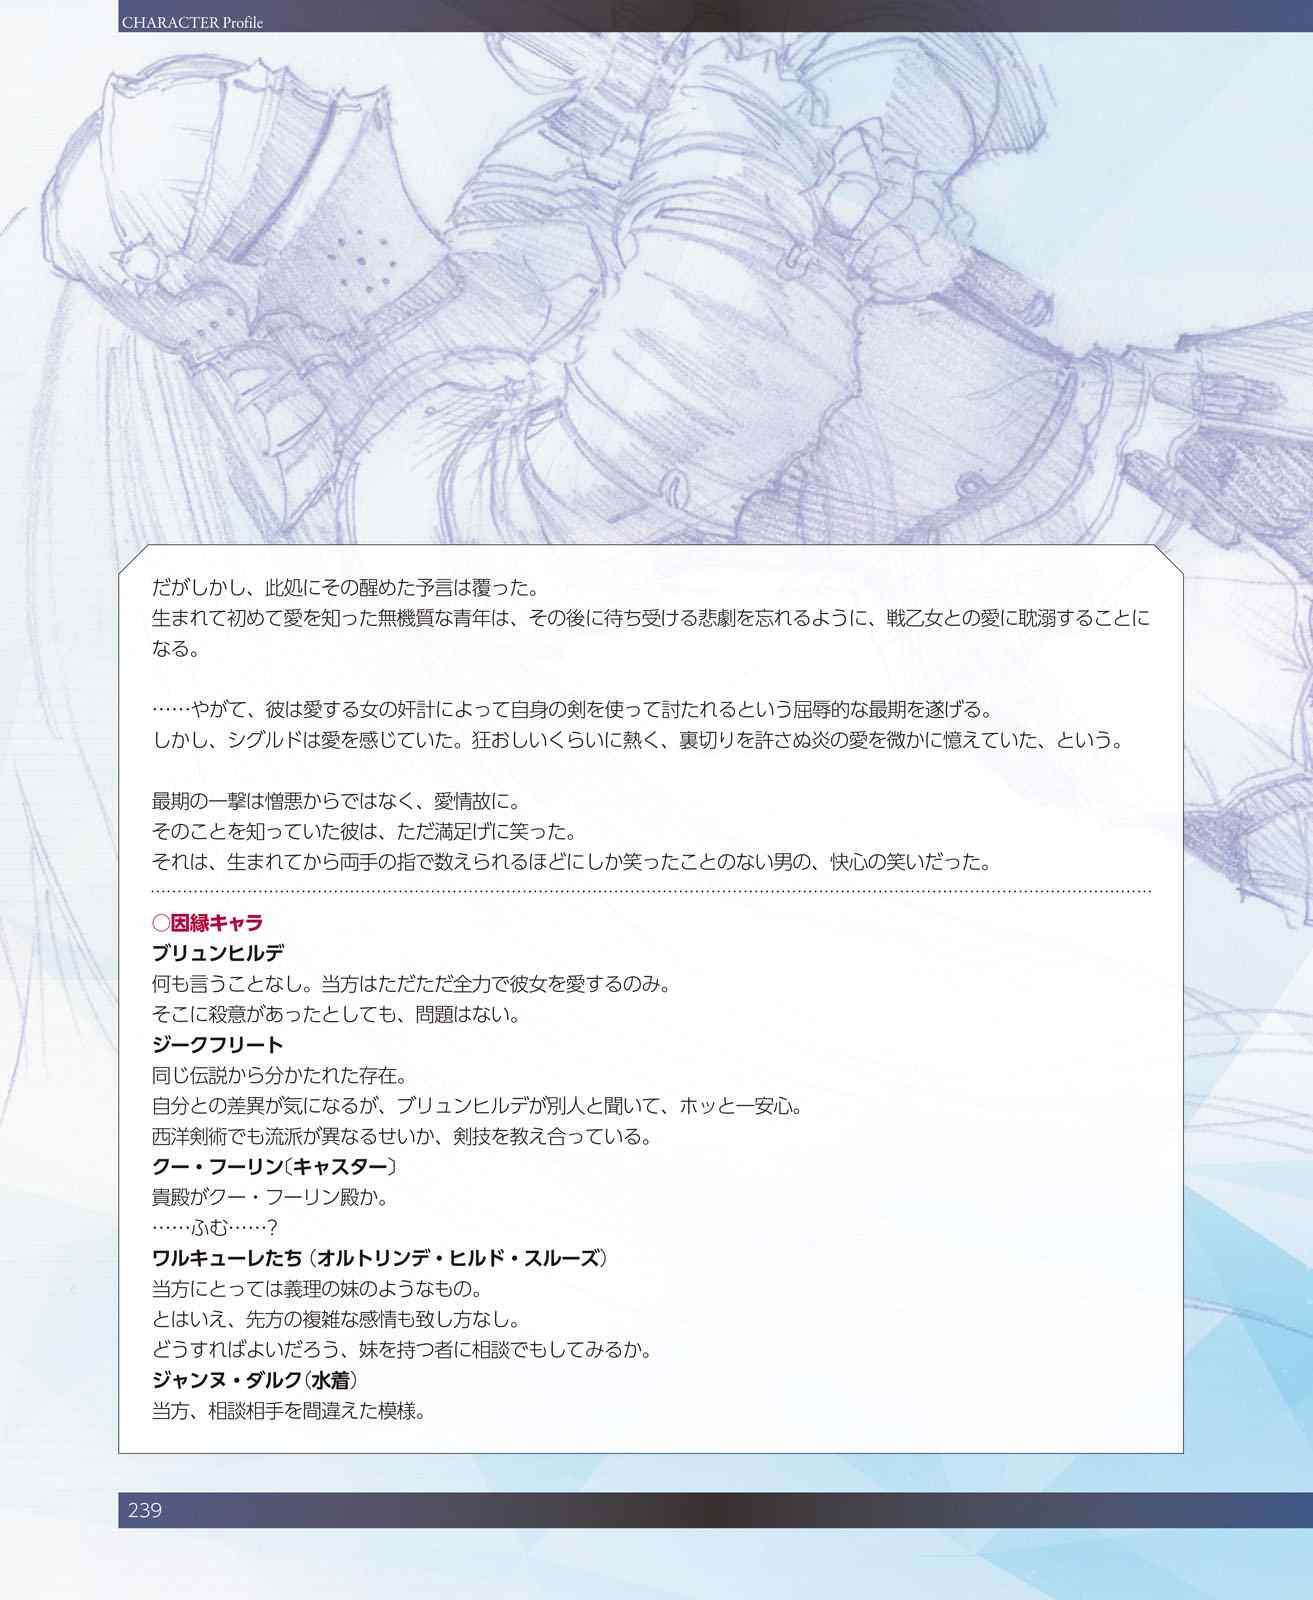 CHARACTER Profile
だがしかし、此処にその醒めた予言は覆った。
生まれて初めて愛を知った無機質な青年は、その後に待ち受ける悲劇を忘れるように、戦乙女との愛に耽溺することに
なる。
……やがて、彼は愛する女の奸計によって自身の剣を使って討たれるという屈辱的な最期を遂げる。
しかし、シグルドは愛を感じていた。狂おしいくらいに熱く、裏切りを許さぬ炎の愛を微かに憶えていた、という。
最期の一撃は憎悪からではなく、愛情故に。
そのことを知っていた彼は、ただ満足げに笑った。
それは、生まれてから両手の指で数えられるほどにしか笑ったことのない男の、快心の笑いだった。
○因縁キャラ
ブリュンヒルデ
何も言うことなし。当方はただただ全力で彼女を愛するのみ。
そこに殺意があったとしても、問題はない。
ジークフリート
同じ伝説から分かたれた存在。
自分との差異が気になるが、ブリュンヒルデが別人と聞いて、ホッと一安心。
西洋剣術でも流派が異なるせいか、剣技を教え合っている。
クー・フーリン〔キャスター〕
貴殿がクー・フーリン殿か。
……ふむ……？
ワルキューレたち（オルトリンデ・ヒルド・スルーズ）
当方にとっては義理の妹のようなもの。
とはいえ、先方の複雑な感情も致し方なし。
どうすればよいだろう、妹を持つ者に相談でもしてみるか。
ジャンヌ・ダルク（水着）
当方、相談相手を間違えた模様。
239